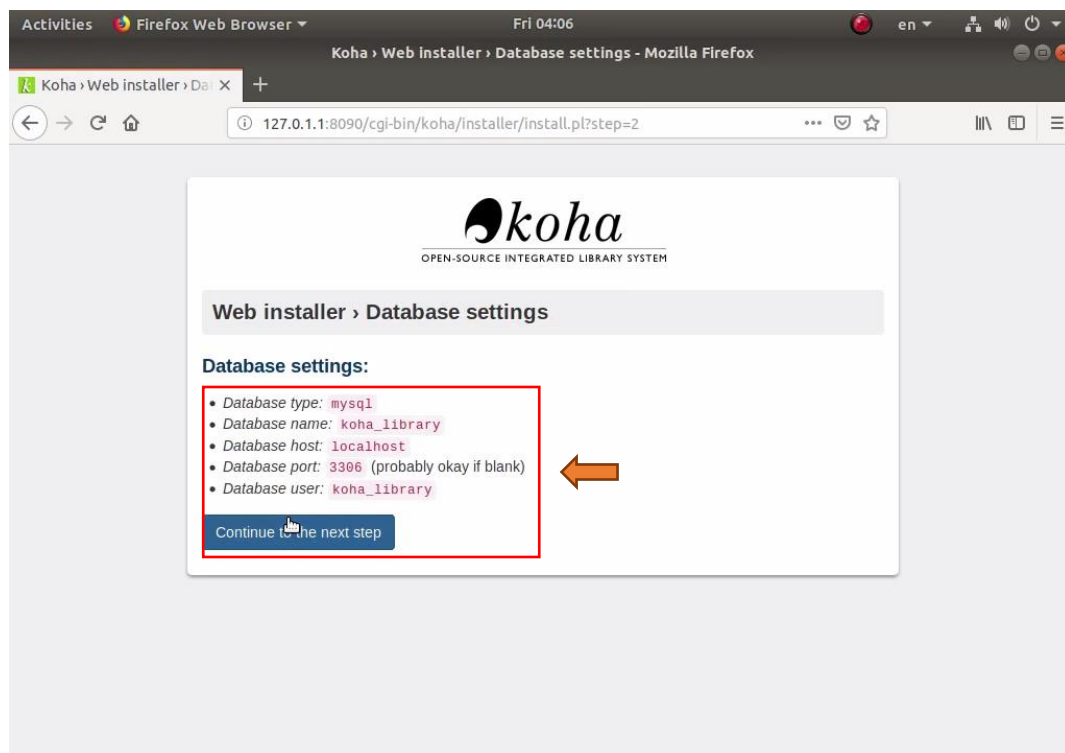 Activities Firefox Web Browser Fri 04:06 en
Koha › Web installer › Database settings - Mozilla Firefox
Koha › Web installer › Da
127.0.1.1:8090/cgi-bin/koha/installer/install.pl?step=2
koha
OPEN-SOURCE INTEGRATED LIBRARY SYSTEM
Web installer › Database settings
Database settings:
• Database type: mysql
• Database name: koha_library
• Database host: localhost
• Database port: 3306 (probably okay if blank)
• Database user: koha_library
Continue to the next step